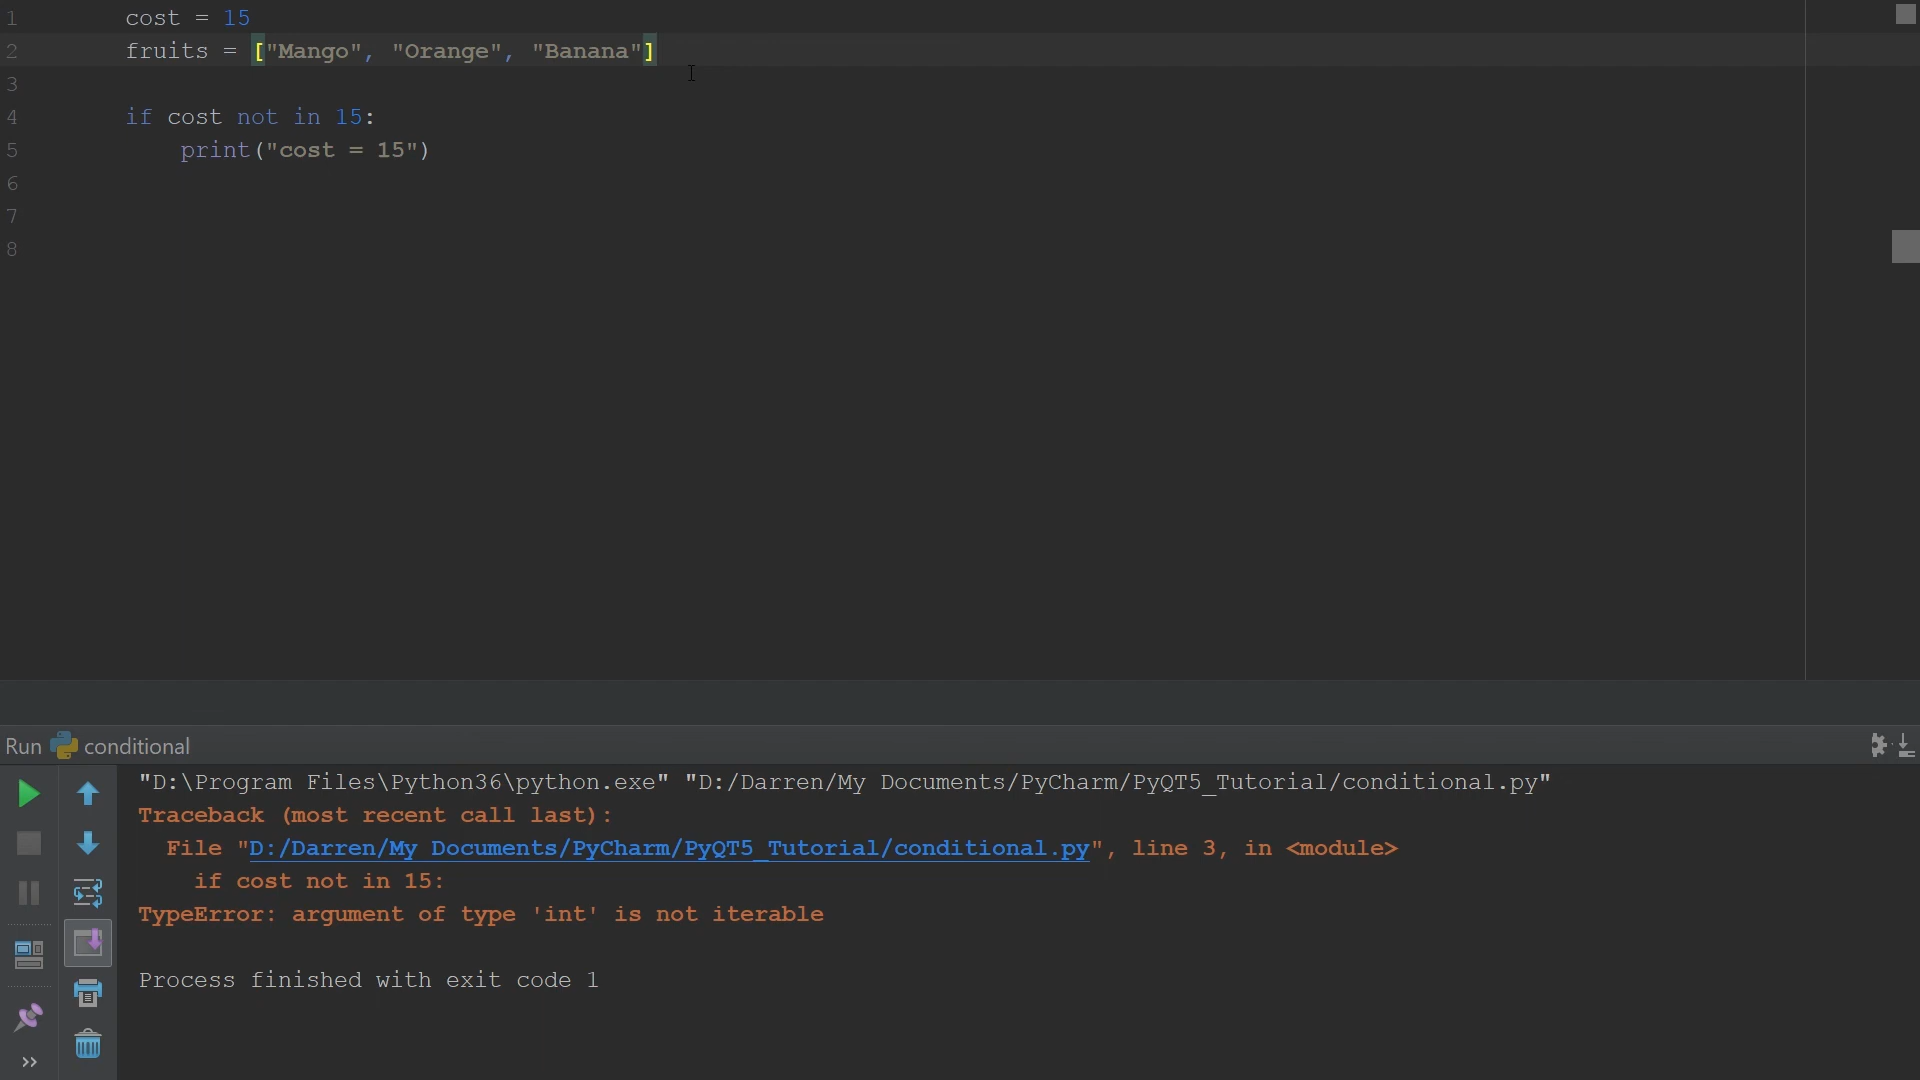 1 cost = 15
2 fruits = ["Mango", "Orange", "Banana"]
3
4 if cost not in 15:
5     print("cost = 15")
6
7
8
Run conditional
"D:\Program Files\Python36\python.exe" "D:/Darren/My Documents/PyCharm/PyQT5_Tutorial/conditional.py"
Traceback (most recent call last):
  File "D:/Darren/My Documents/PyCharm/PyQT5_Tutorial/conditional.py", line 3, in <module>
    if cost not in 15:
TypeError: argument of type 'int' is not iterable
Process finished with exit code 1